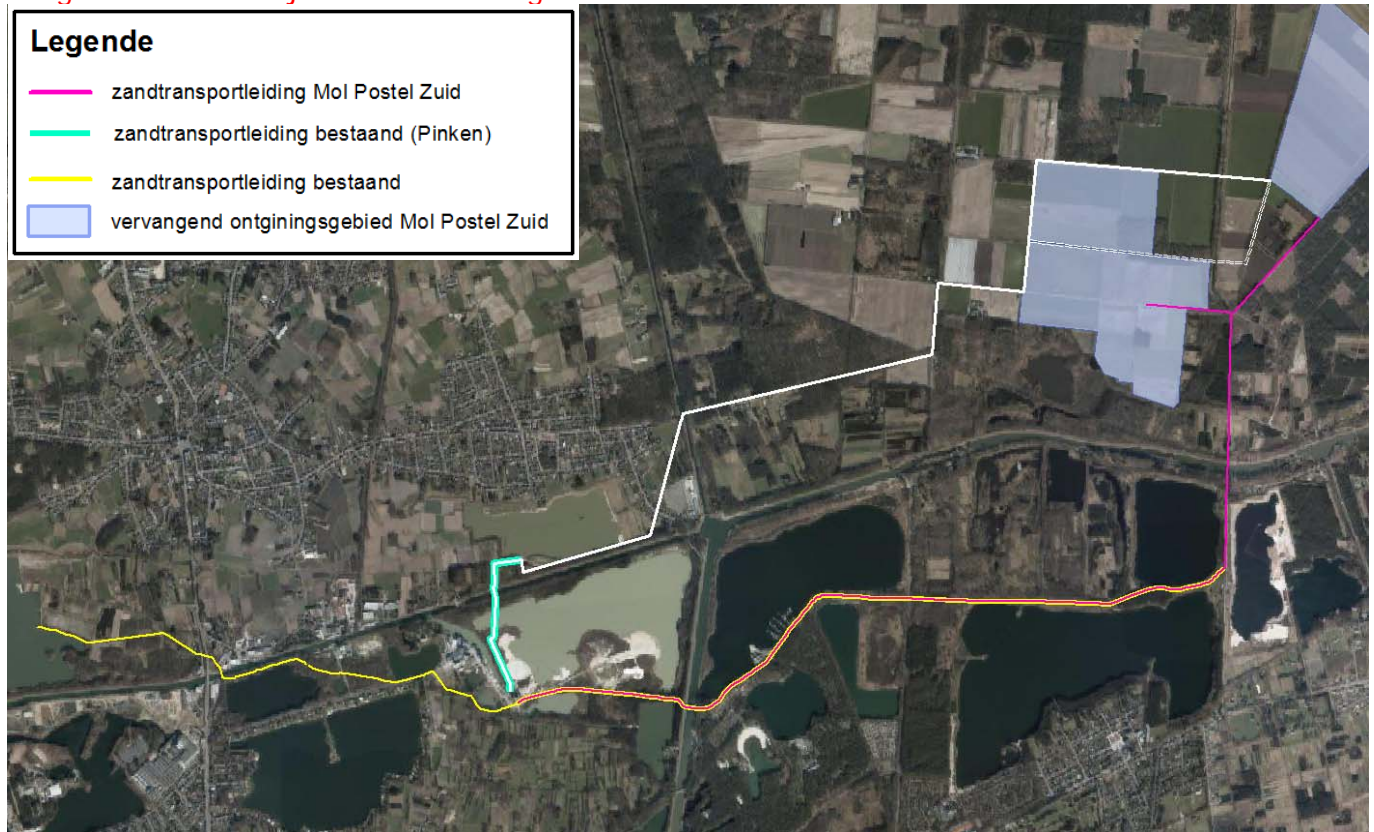 Legende
zandtransportleiding Mol Postel Zuid
zandtransportleiding bestaand (Pinken)
zandtransportleiding bestaand
vervangend ontginingsgebied Mol Postel Zuid